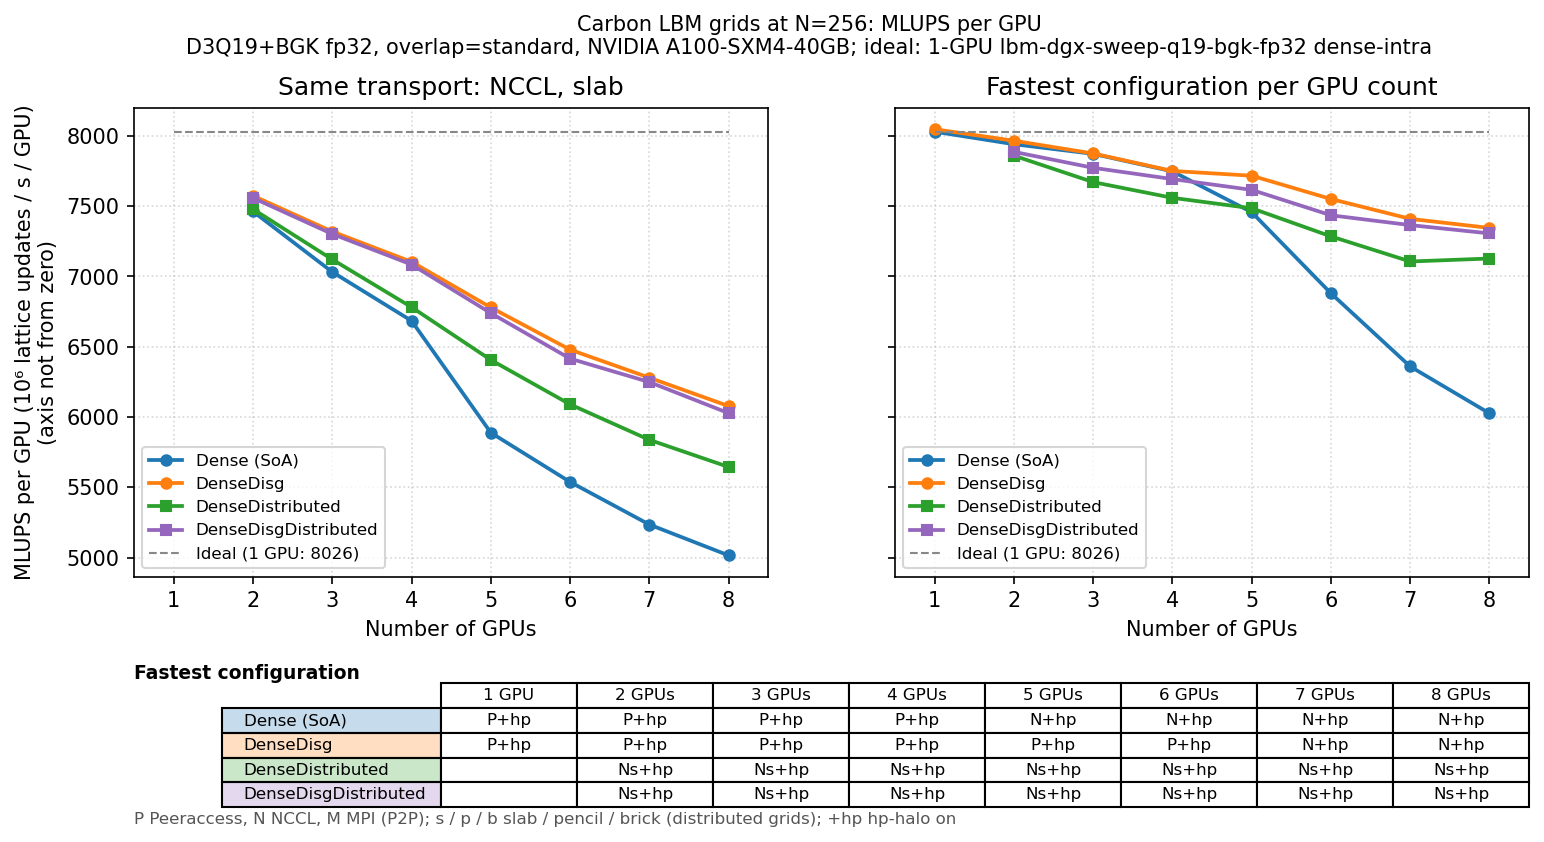 Carbon LBM grids at N=256: MLUPS per GPU
D3Q19+BGK fp32, overlap=standard, NVIDIA A100-SXM4-40GB; ideal: 1-GPU lbm-dgx-sweep-q19-bgk-fp32 dense-intra
Same transport: NCCL, slab
MLUPS per GPU (10⁶ lattice updates / s / GPU)
(axis not from zero)
8000
7500
7000
6500
6000
5500
5000
Dense (SoA)
DenseDisg
DenseDistributed
DenseDisgDistributed
Ideal (1 GPU: 8026)
1 2 3 4 5 6 7 8
Number of GPUs
Fastest configuration per GPU count
Dense (SoA)
DenseDisg
DenseDistributed
DenseDisgDistributed
Ideal (1 GPU: 8026)
1 2 3 4 5 6 7 8
Number of GPUs
Fastest configuration
1 GPU 2 GPUs 3 GPUs 4 GPUs 5 GPUs 6 GPUs 7 GPUs 8 GPUs
Dense (SoA) P+hp P+hp P+hp P+hp N+hp N+hp N+hp N+hp
DenseDisg P+hp P+hp P+hp P+hp P+hp P+hp N+hp N+hp
DenseDistributed Ns+hp Ns+hp Ns+hp Ns+hp Ns+hp Ns+hp Ns+hp
DenseDisgDistributed Ns+hp Ns+hp Ns+hp Ns+hp Ns+hp Ns+hp Ns+hp
P Peeraccess, N NCCL, M MPI (P2P); s / p / b slab / pencil / brick (distributed grids); +hp hp-halo on